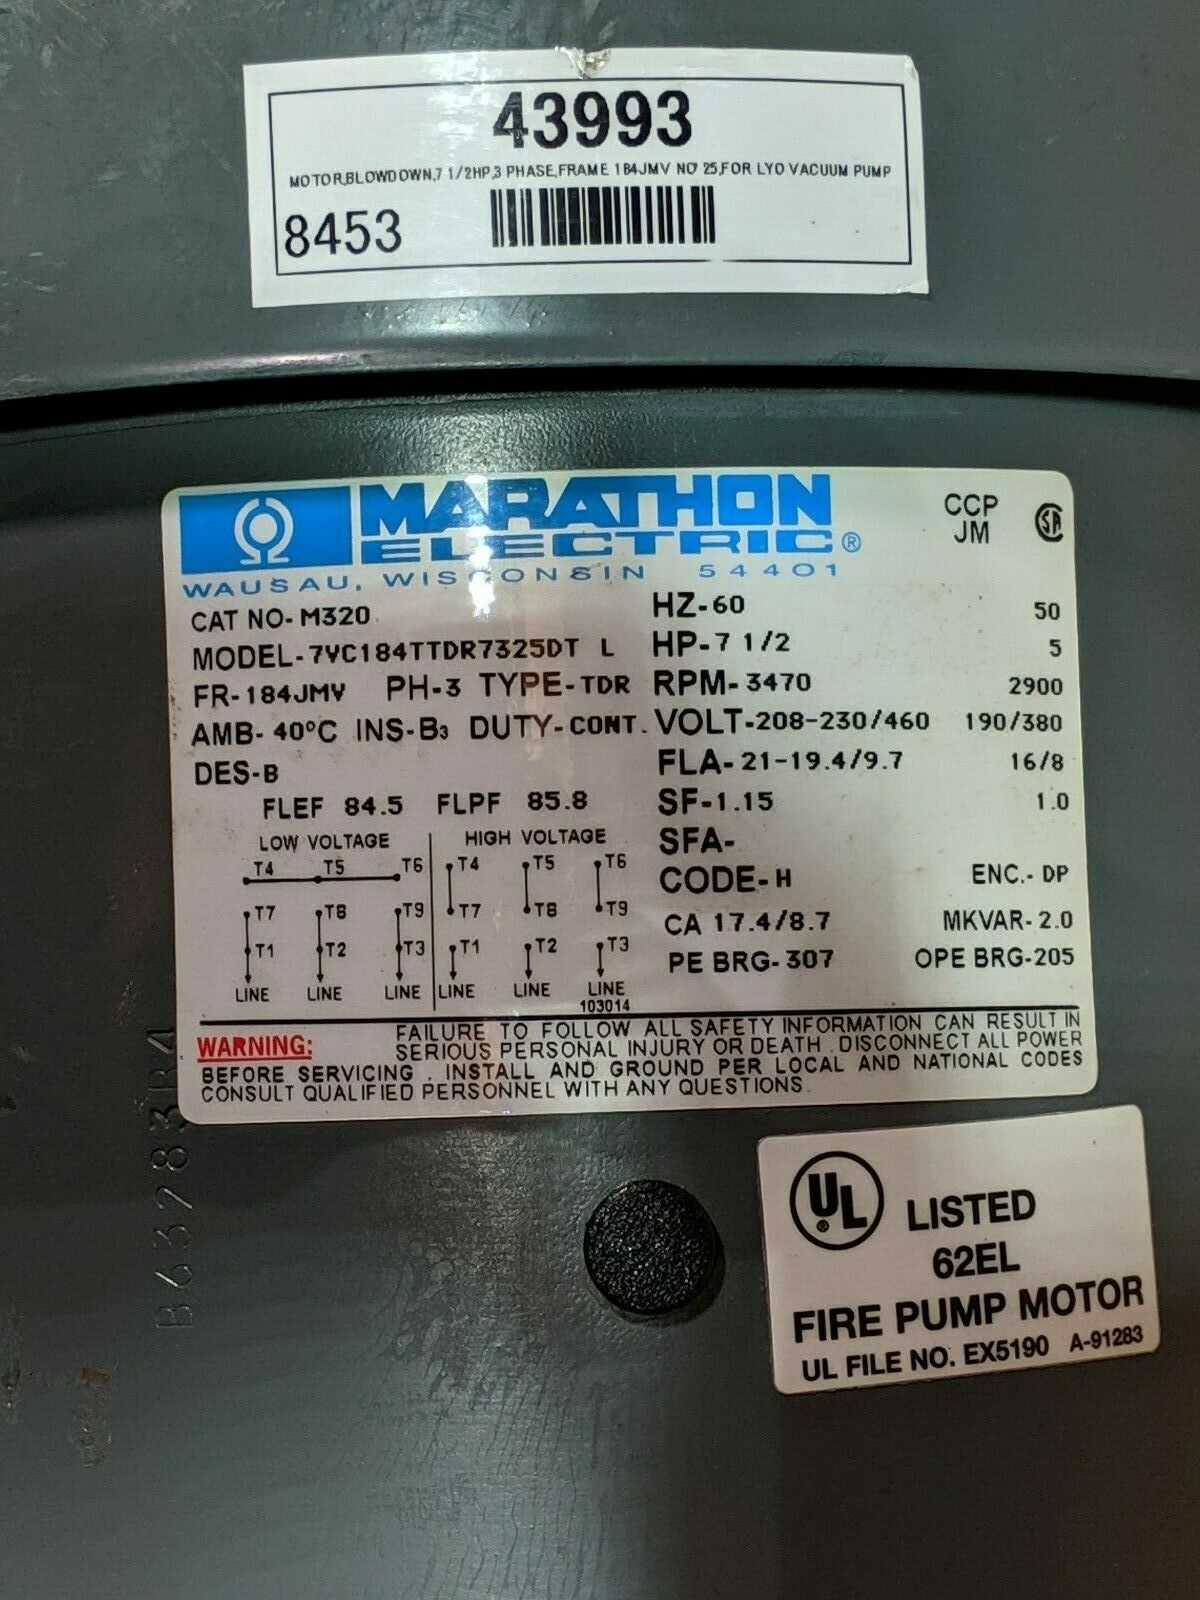 43993
MOTOR,BLOWDOWN,7 1/2HP,3 PHASE,FRAME 184JMV NO 25,FOR LYO VACUUM PUMP
8453
MARATHON
ELECTRIC®
WAUSAU, WISCONSIN 54401
CCP
JM
CAT NO- M320
MODEL- 7VC184TTDR7325DT L
FR- 184JMV PH-3 TYPE- TDR
AMB- 40°C INS-B3 DUTY- CONT.
DES-B
FLEF 84.5 FLPF 85.8
HZ-60 50
HP-7 1/2 5
RPM-3470 2900
VOLT-208-230/460 190/380
FLA-21-19.4/9.7 16/8
SF-1.15 1.0
SFA-
CODE-H ENC.- DP
CA 17.4/8.7 MKVAR- 2.0
PE BRG- 307 OPE BRG-205
LOW VOLTAGE HIGH VOLTAGE
T4 T5 T6 T4 T5 T6
T7 T8 T9 T7 T8 T9
T1 T2 T3 T1 T2 T3
LINE LINE LINE LINE LINE LINE
103014
WARNING: FAILURE TO FOLLOW ALL SAFETY INFORMATION CAN RESULT IN
SERIOUS PERSONAL INJURY OR DEATH . DISCONNECT ALL POWER
BEFORE SERVICING . INSTALL AND GROUND PER LOCAL AND NATIONAL CODES
CONSULT QUALIFIED PERSONNEL WITH ANY QUESTIONS.
UL® LISTED
62EL
FIRE PUMP MOTOR
UL FILE NO. EX5190 A-91283